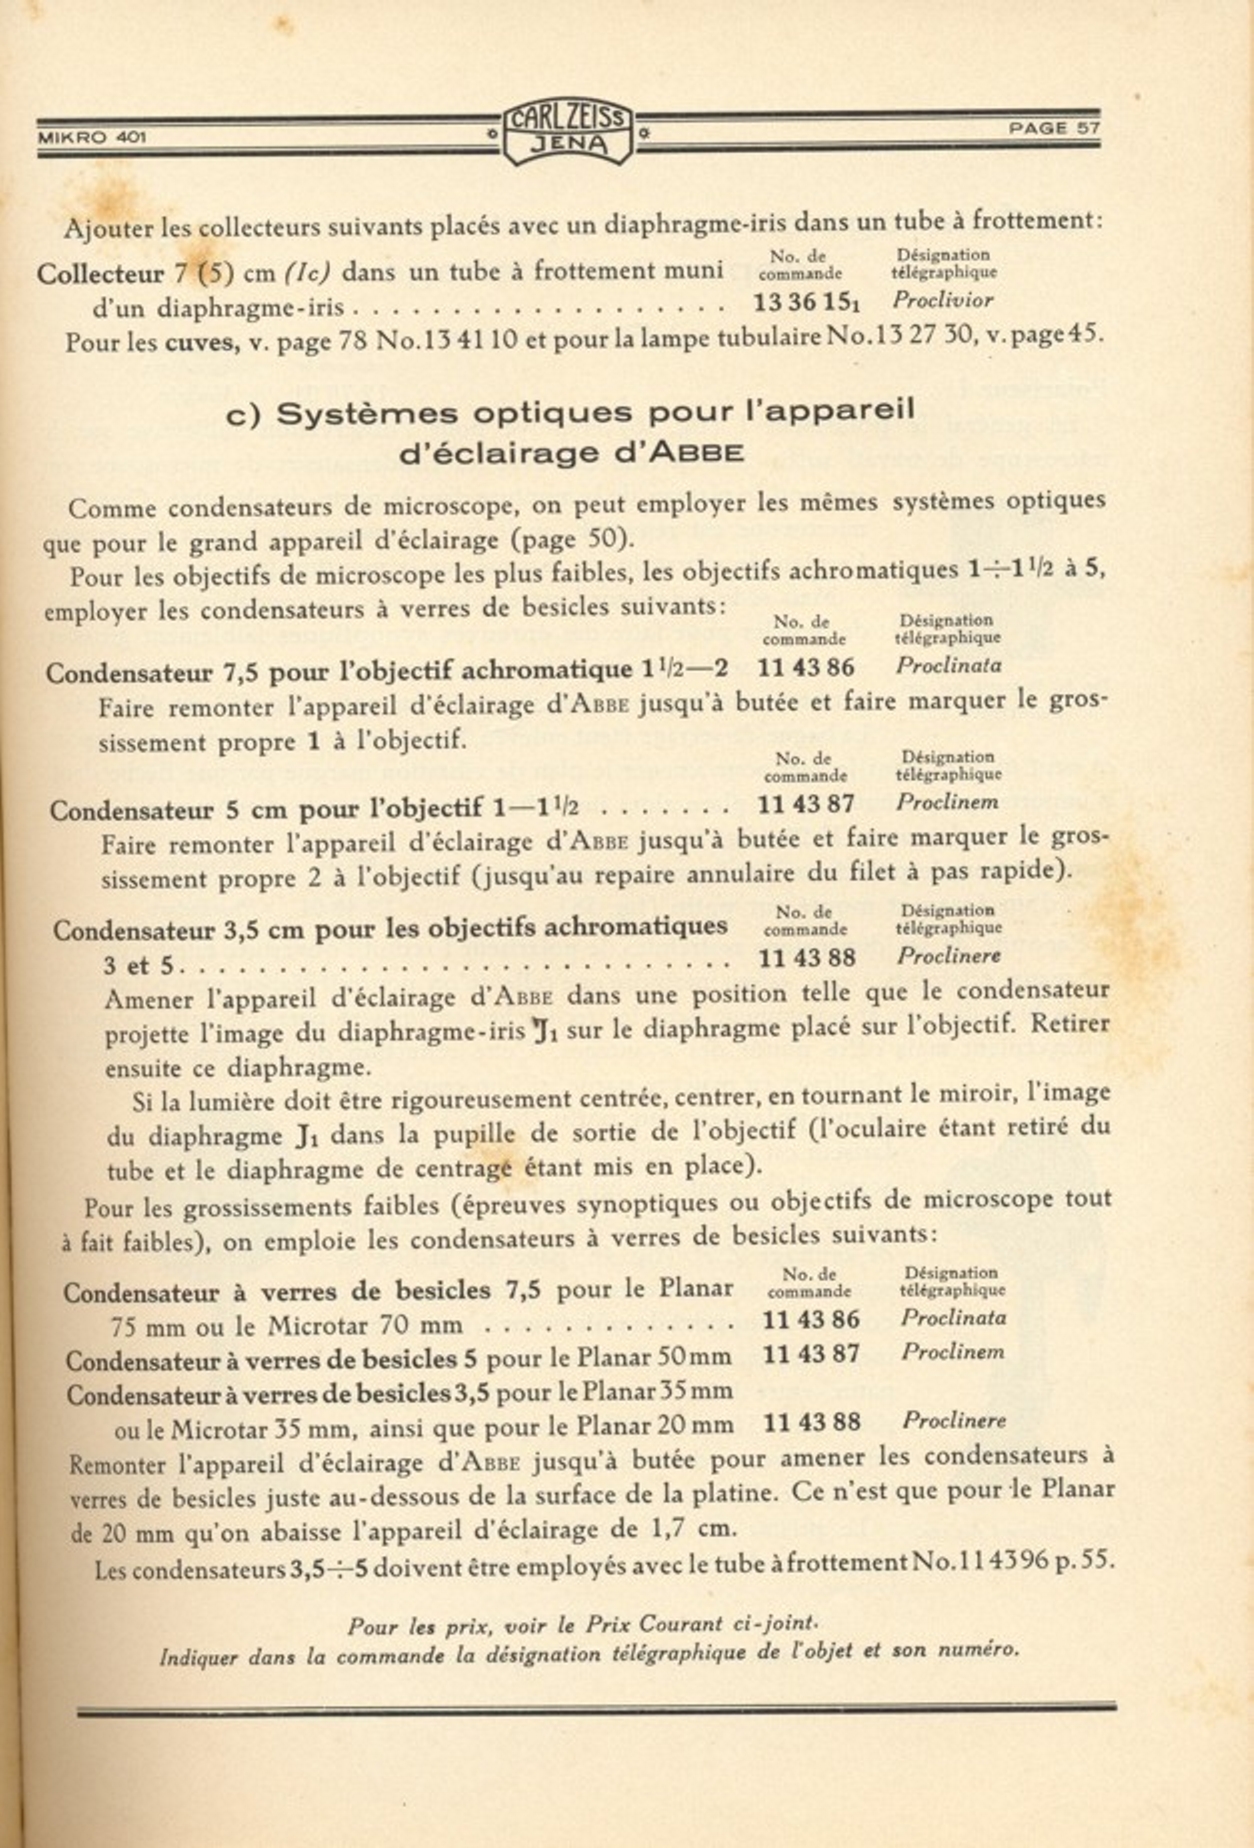 MIKRO 401
CARL ZEISS
JENA
PAGE 57
Ajouter les collecteurs suivants placés avec un diaphragme-iris dans un tube à frottement:
No. de Désignation
Collecteur 7 (5) cm (Ic) dans un tube à frottement muni commande télégraphique
d'un diaphragme-iris . . . . . . . . . . . . . . . . . . . 13 36 15₁ Proclivior
Pour les cuves, v. page 78 No. 13 41 10 et pour la lampe tubulaire No. 13 27 30, v. page 45.
c) Systèmes optiques pour l'appareil
d'éclairage d'ABBE
Comme condensateurs de microscope, on peut employer les mêmes systèmes optiques
que pour le grand appareil d'éclairage (page 50).
Pour les objectifs de microscope les plus faibles, les objectifs achromatiques 1÷1 1/2 à 5,
employer les condensateurs à verres de besicles suivants:
No. de Désignation
commande télégraphique
Condensateur 7,5 pour l'objectif achromatique 1 1/2—2 11 43 86 Proclinata
Faire remonter l'appareil d'éclairage d'ABBE jusqu'à butée et faire marquer le gros-
sissement propre 1 à l'objectif.
No. de Désignation
commande télégraphique
Condensateur 5 cm pour l'objectif 1—1 1/2 . . . . . . . 11 43 87 Proclinem
Faire remonter l'appareil d'éclairage d'ABBE jusqu'à butée et faire marquer le gros-
sissement propre 2 à l'objectif (jusqu'au repaire annulaire du filet à pas rapide).
No. de Désignation
Condensateur 3,5 cm pour les objectifs achromatiques commande télégraphique
3 et 5. . . . . . . . . . . . . . . . . . . . . . . . . . . . 11 43 88 Proclinere
Amener l'appareil d'éclairage d'ABBE dans une position telle que le condensateur
projette l'image du diaphragme-iris J₁ sur le diaphragme placé sur l'objectif. Retirer
ensuite ce diaphragme.
Si la lumière doit être rigoureusement centrée, centrer, en tournant le miroir, l'image
du diaphragme J₁ dans la pupille de sortie de l'objectif (l'oculaire étant retiré du
tube et le diaphragme de centrage étant mis en place).
Pour les grossissements faibles (épreuves synoptiques ou objectifs de microscope tout
à fait faibles), on emploie les condensateurs à verres de besicles suivants:
No. de Désignation
Condensateur à verres de besicles 7,5 pour le Planar commande télégraphique
75 mm ou le Microtar 70 mm . . . . . . . . . . . . . 11 43 86 Proclinata
Condensateur à verres de besicles 5 pour le Planar 50 mm 11 43 87 Proclinem
Condensateur à verres de besicles 3,5 pour le Planar 35 mm
ou le Microtar 35 mm, ainsi que pour le Planar 20 mm 11 43 88 Proclinere
Remonter l'appareil d'éclairage d'ABBE jusqu'à butée pour amener les condensateurs à
verres de besicles juste au-dessous de la surface de la platine. Ce n'est que pour le Planar
de 20 mm qu'on abaisse l'appareil d'éclairage de 1,7 cm.
Les condensateurs 3,5÷5 doivent être employés avec le tube à frottement No. 11 43 96 p. 55.
Pour les prix, voir le Prix Courant ci-joint.
Indiquer dans la commande la désignation télégraphique de l'objet et son numéro.